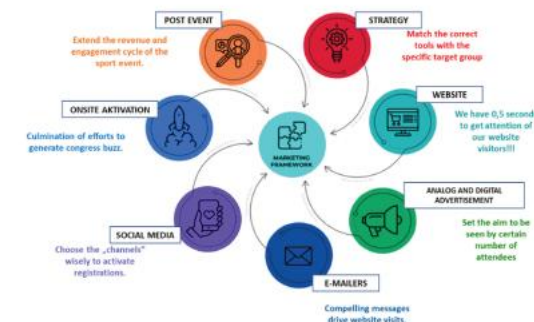 POST EVENT
Extend the revenue and
engagement cycle of the
sport event.
STRATEGY
Match the correct
tools with the
specific target group
ONSITE AKTIVATION
Culmination of efforts to
generate congress buzz.
WEBSITE
We have 0,5 second
to get attention of
our website
visitors!!!
MARKETING
FRAMEWORK
SOCIAL MEDIA
Choose the „channels"
wisely to activate
registrations.
ANALOG AND DIGITAL
ADVERTISEMENT
Set the aim to be
seen by certain
number of
attendees
E-MAILERS
Compelling messages
drive website visits.